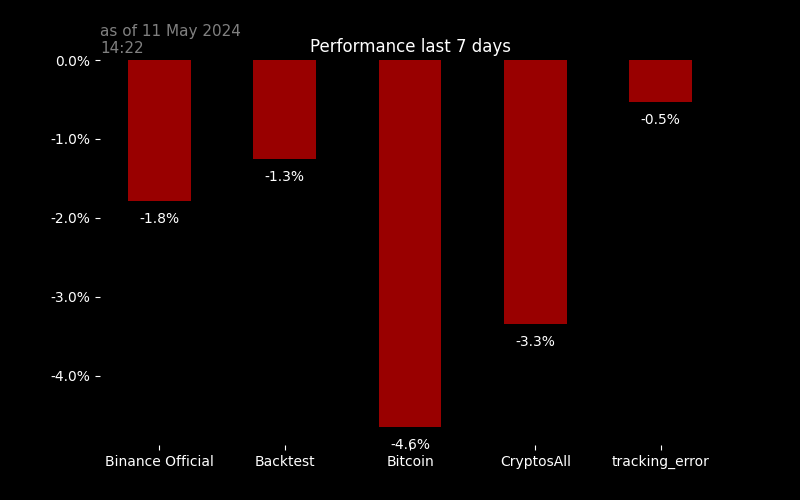 as of 11 May 2024
14:22
Performance last 7 days
0.0%
-1.0%
-2.0%
-3.0%
-4.0%
-1.8%
-1.3%
-4.6%
-3.3%
-0.5%
Binance Official
Backtest
Bitcoin
CryptosAll
tracking_error